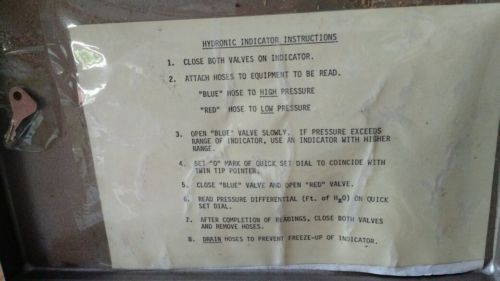 HYDRONIC INDICATOR INSTRUCTIONS
1. CLOSE BOTH VALVES ON INDICATOR.
2. ATTACH HOSES TO EQUIPMENT TO BE READ.
"BLUE" HOSE TO HIGH PRESSURE
"RED" HOSE TO LOW PRESSURE
3. OPEN "BLUE" VALVE SLOWLY. IF PRESSURE EXCEEDS
RANGE OF INDICATOR, USE AN INDICATOR WITH HIGHER
RANGE.
4. SET "O" MARK OF QUICK SET DIAL TO COINCIDE WITH
TWIN TIP POINTER.
5. CLOSE "BLUE" VALVE AND OPEN "RED" VALVE.
6. READ PRESSURE DIFFERENTIAL (Ft. of H2O) ON QUICK
SET DIAL.
7. AFTER COMPLETION OF READINGS, CLOSE BOTH VALVES
AND REMOVE HOSES.
8. DRAIN HOSES TO PREVENT FREEZE-UP OF INDICATOR.